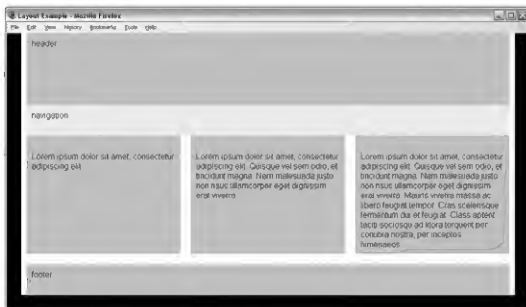 Layout Example - Mozilla Firefox
File Edit View History Bookmarks Tools Help
header
navigation
Lorem ipsum dolor sit amet, consectetur
adipiscing elit
Lorem ipsum dolor sit amet, consectetur
adipiscing elit. Quisque vel sem odio, et
tincidunt magna. Nam malesuada justo
non risus ullamcorper eget dignissim
erat viverra.
Lorem ipsum dolor sit amet, consectetur
adipiscing elit. Quisque vel sem odio, et
tincidunt magna. Nam malesuada justo
non risus ullamcorper eget dignissim
erat viverra. Mauris viverra massa ac
libero feugiat tempor. Cras scelerisque
fermentum dui et feugiat. Class aptent
taciti sociosqu ad litora torquent per
conubia nostra, per inceptos
himenaeos.
footer